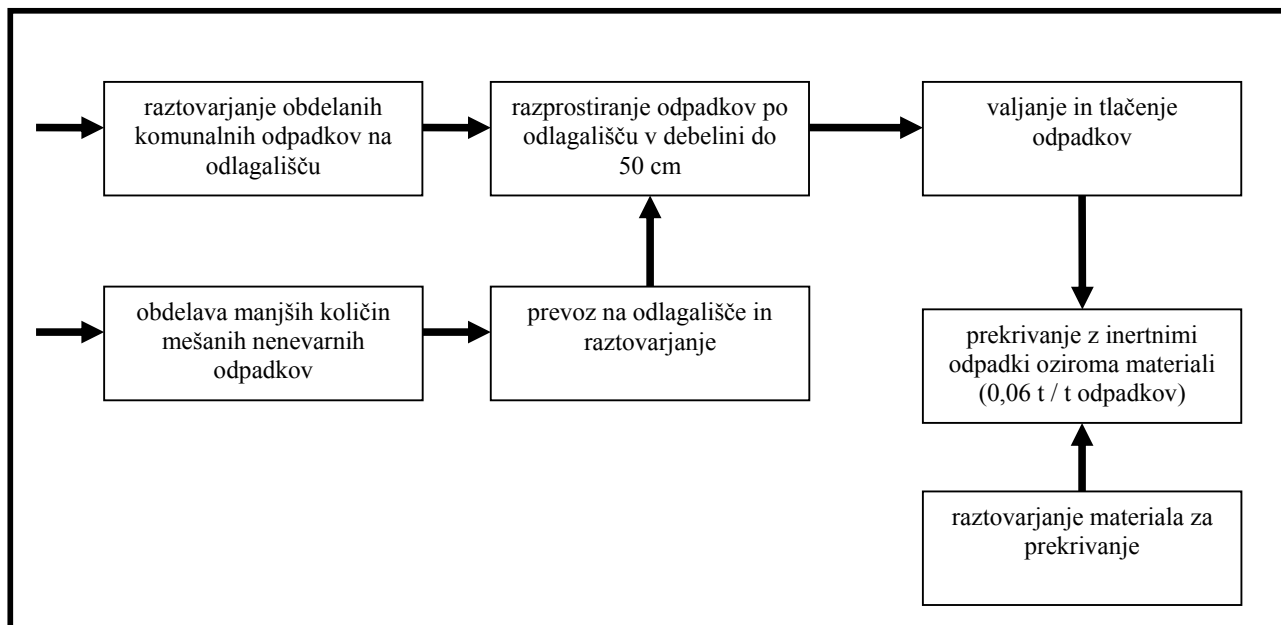 raztovarjanje obdelanih
komunalnih odpadkov na
odlagališču
razprostiranje odpadkov po
odlagališču v debelini do
50 cm
valjanje in tlačenje
odpadkov
obdelava manjših količin
mešanih nenevarnih
odpadkov
prevoz na odlagališče in
raztovarjanje
prekrivanje z inertnimi
odpadki oziroma materiali
(0,06 t / t odpadkov)
raztovarjanje materiala za
prekrivanje